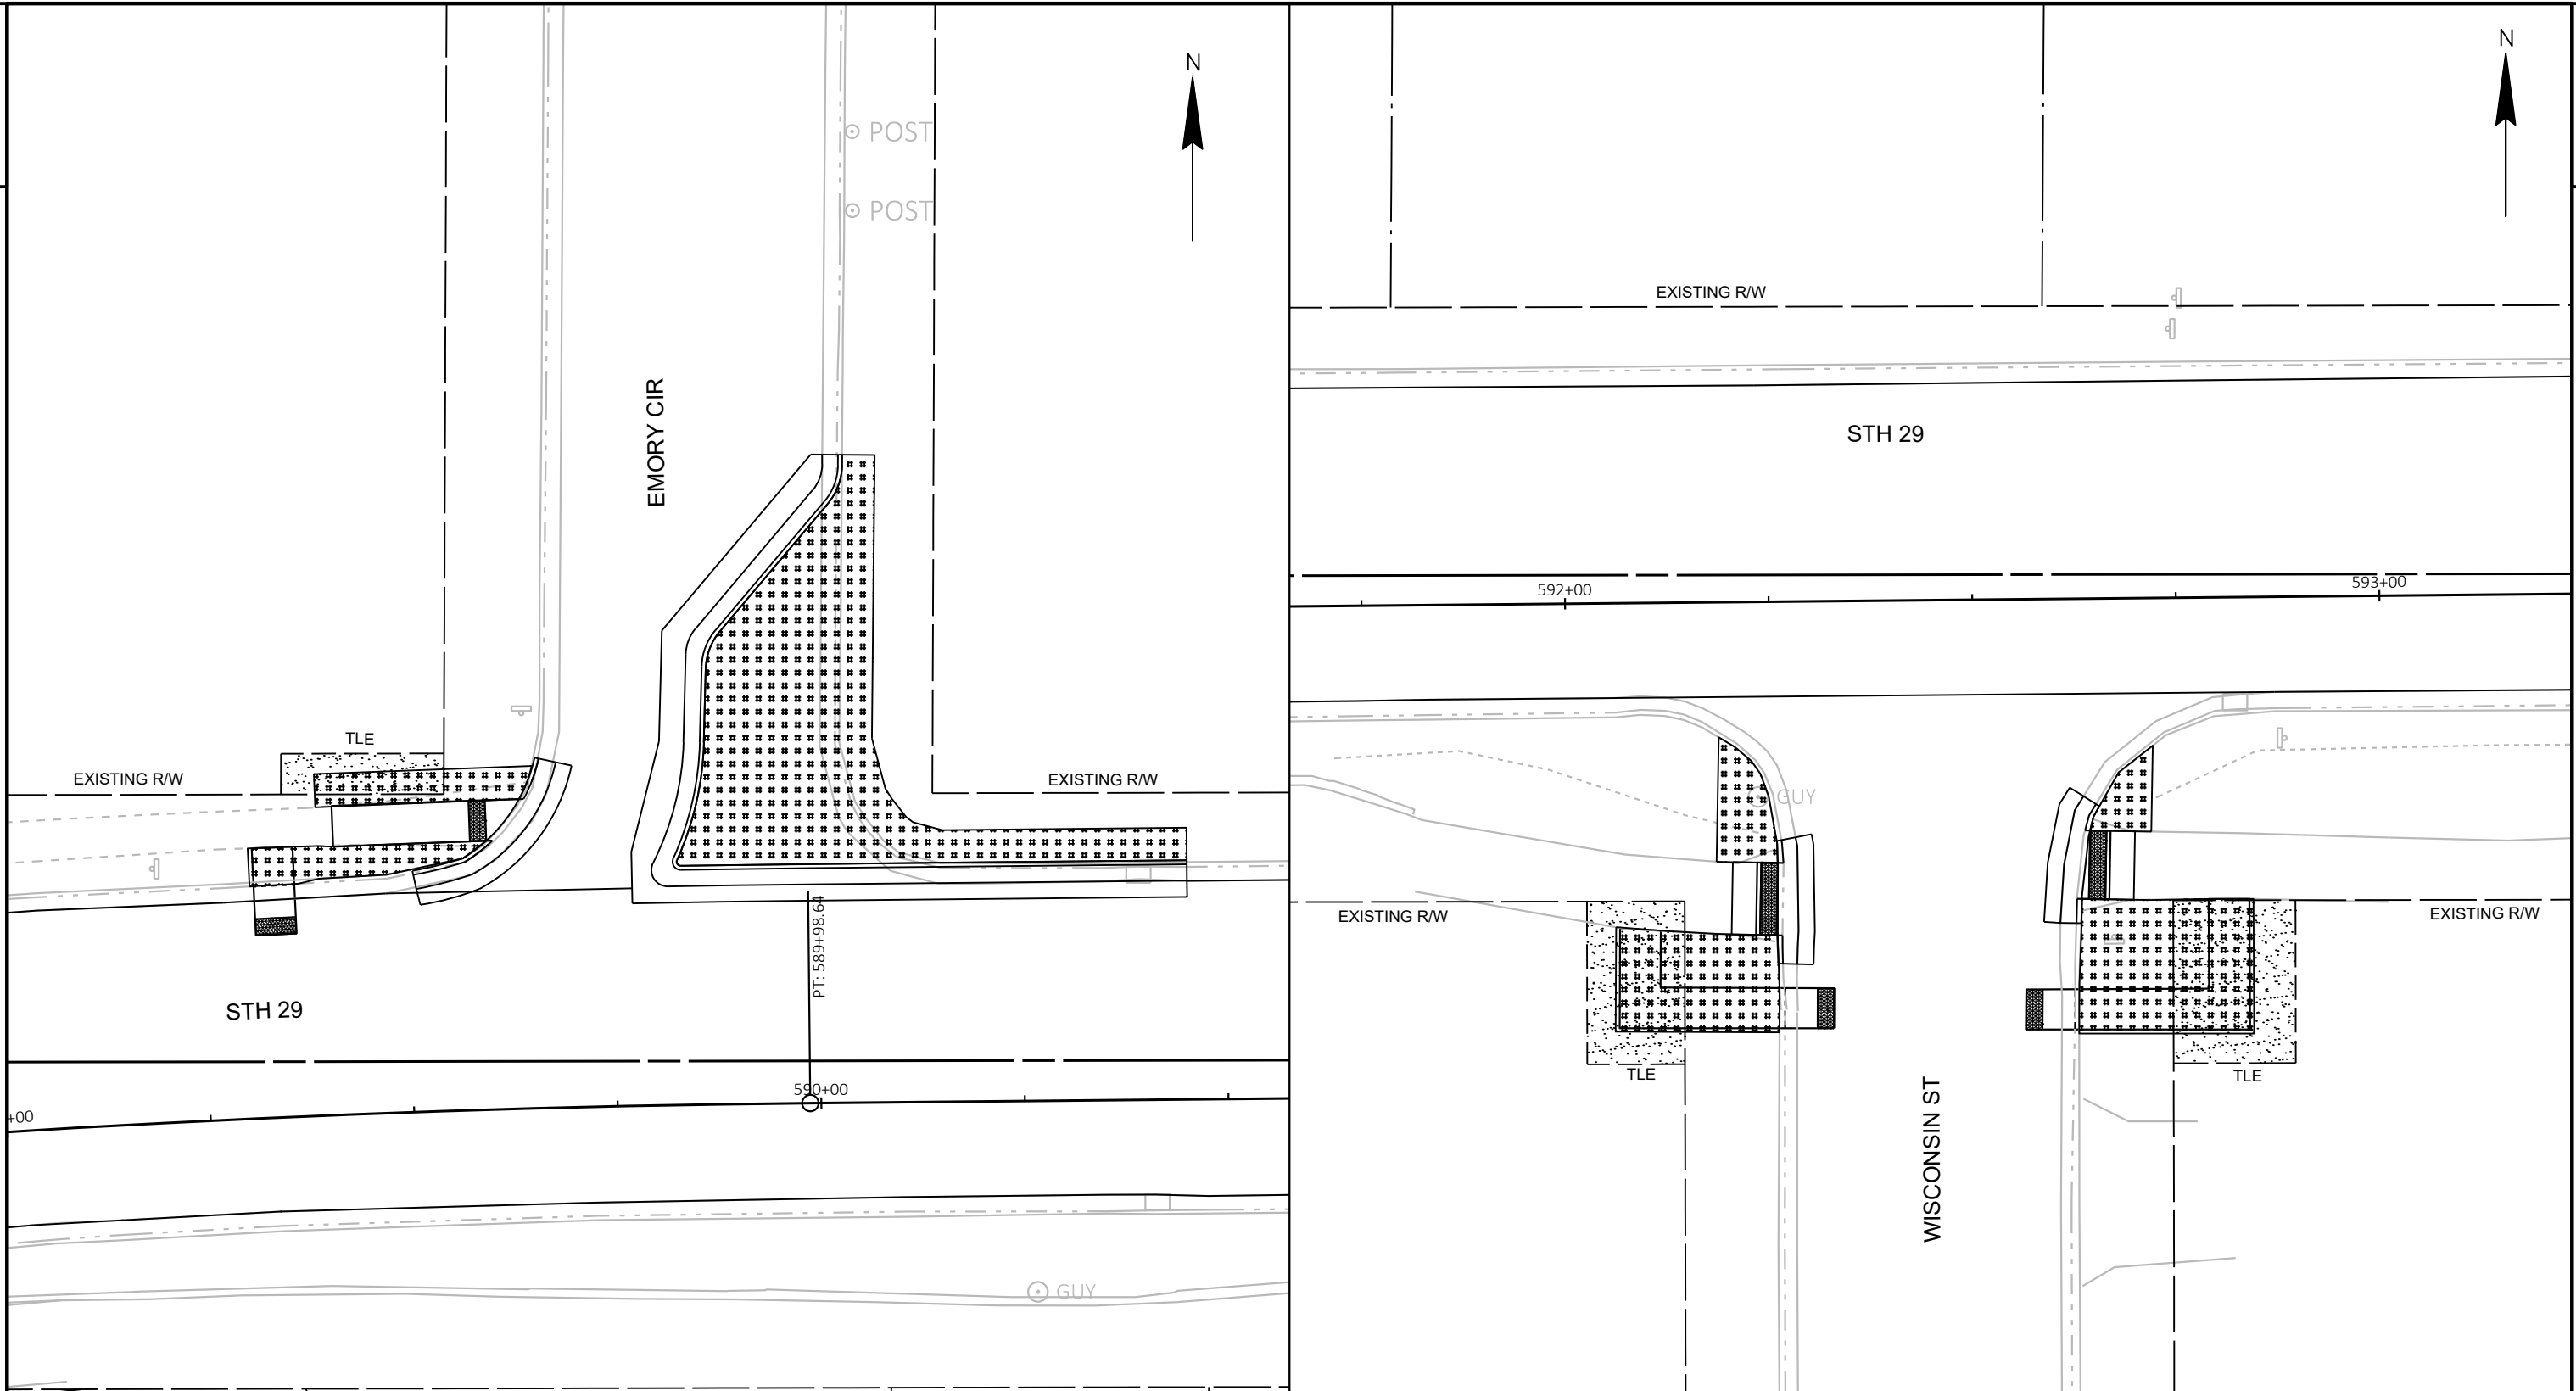 N
POST
POST
EMORY CIR
TLE
EXISTING R/W
EXISTING R/W
PT: 589+98.64
STH 29
590+00
+00
GUY
N
EXISTING R/W
STH 29
592+00
593+00
GUY
EXISTING R/W
EXISTING R/W
TLE
TLE
WISCONSIN ST